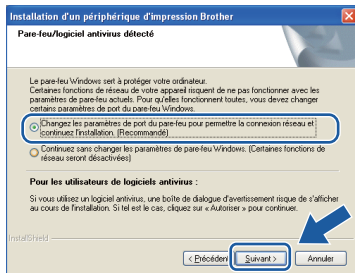 Installation d'un périphérique d'impression Brother
Pare-feu/logiciel antivirus détecté
Le pare-feu Windows sert à protéger votre ordinateur.
Certaines fonctions de réseau de votre appareil risquent de ne pas fonctionner avec les
paramètres de pare-feu actuels. Pour qu'elles fonctionnent toutes, vous devez changer
certains paramètres de port du pare-feu Windows.
Changez les paramètres de port du pare-feu pour permettre la connexion réseau et
continuez l'installation. (Recommandé)
Continuez sans changer les paramètres du pare-feu Windows. (Certaines fonctions de
réseau seront désactivées)
Pour les utilisateurs de logiciels antivirus :
Si vous utilisez un logiciel antivirus, une boîte de dialogue d'avertissement risque de s'afficher
au cours de l'installation. Si tel est le cas, cliquez sur « Autoriser » pour continuer.
InstallShield
< Précédent Suivant > Annuler